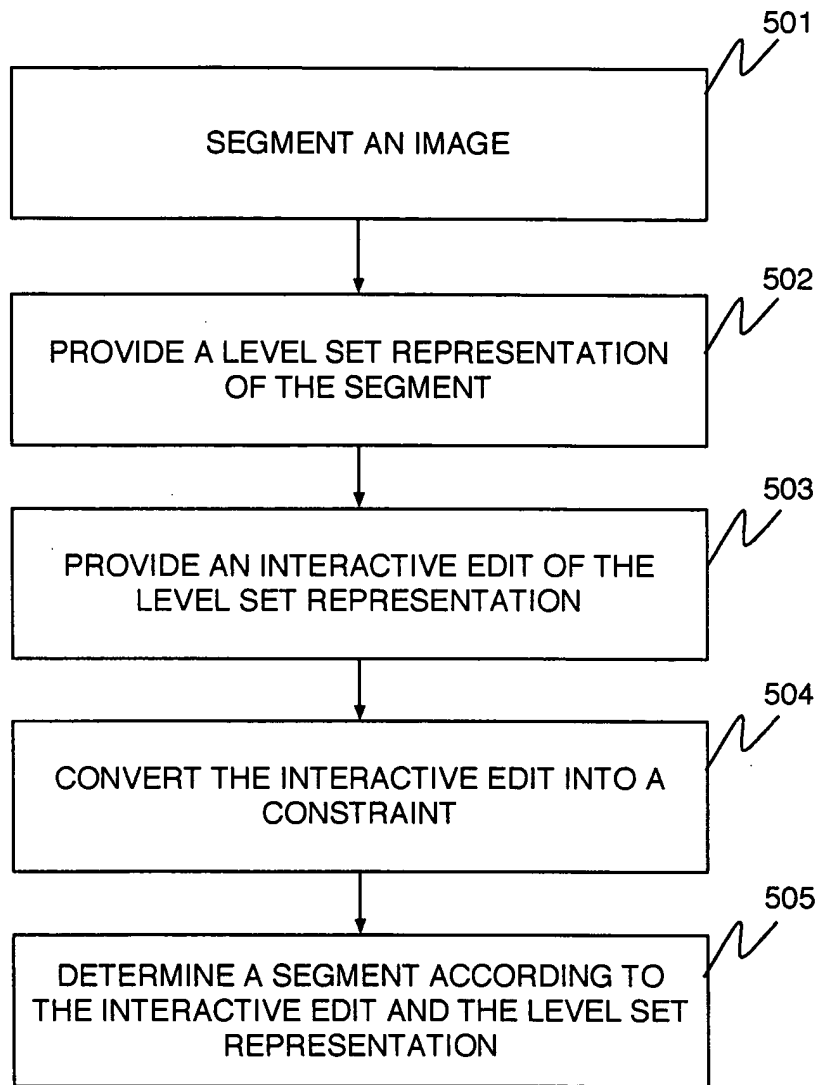 501
SEGMENT AN IMAGE
502
PROVIDE A LEVEL SET REPRESENTATION
OF THE SEGMENT
503
PROVIDE AN INTERACTIVE EDIT OF THE
LEVEL SET REPRESENTATION
504
CONVERT THE INTERACTIVE EDIT INTO A
CONSTRAINT
505
DETERMINE A SEGMENT ACCORDING TO
THE INTERACTIVE EDIT AND THE LEVEL SET
REPRESENTATION